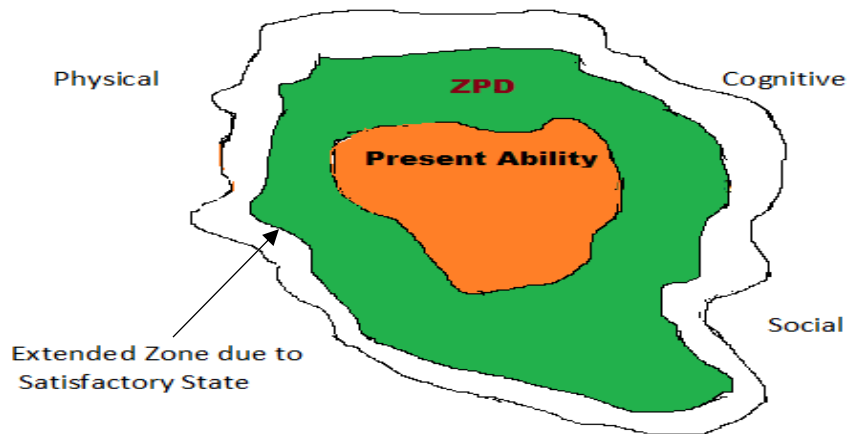 Physical
Cognitive
ZPD
Present Ability
Social
Extended Zone due to
Satisfactory State